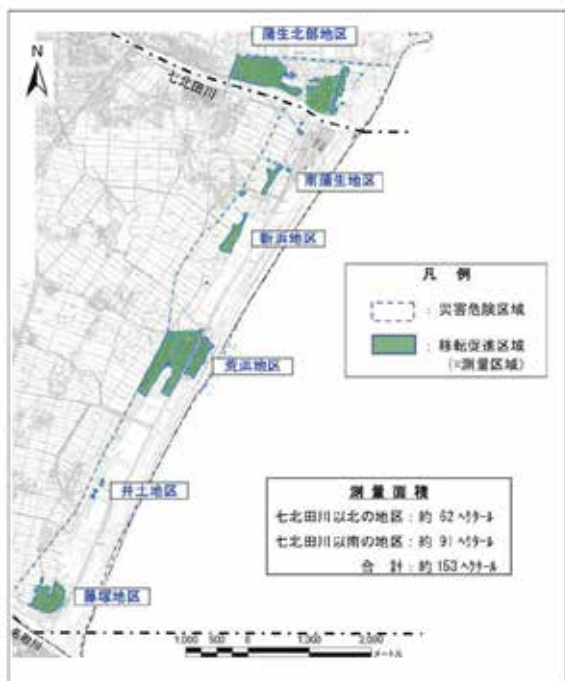 蒲生北部地区
N
七北田川
南蒲生地区
新浜地区
凡 例
: 災害危険区域
: 移転促進区域
(=測量区域)
荒浜地区
井土地区
測 量 面 積
七北田川以北の地区 : 約 62 ヘクタール
七北田川以南の地区 : 約 91 ヘクタール
合 計 : 約 153 ヘクタール
藤塚地区
名取川
1,000 500 0 1,000 2,000
メートル